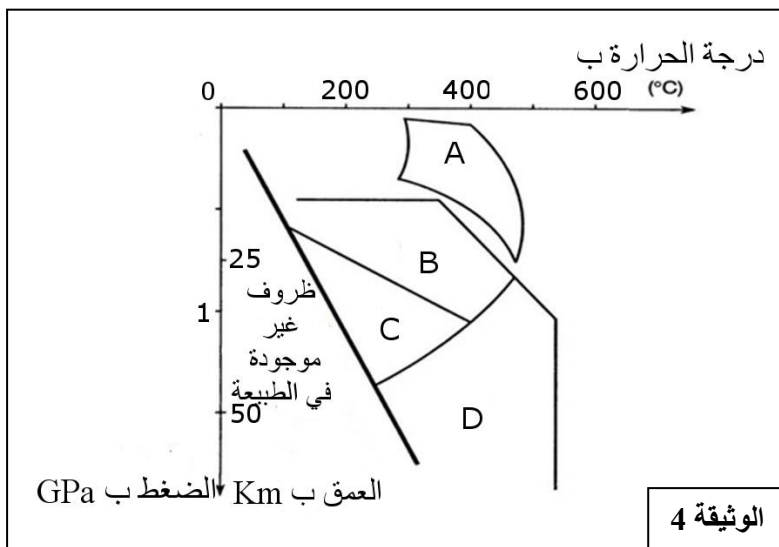 درجة الحرارة ب
0 200 400 600 (°C)
A
B
25
ظروف
غير
موجودة
في الطبيعة
1
C
50
D
الضغط ب GPa
العمق ب Km
الوثيقة 4